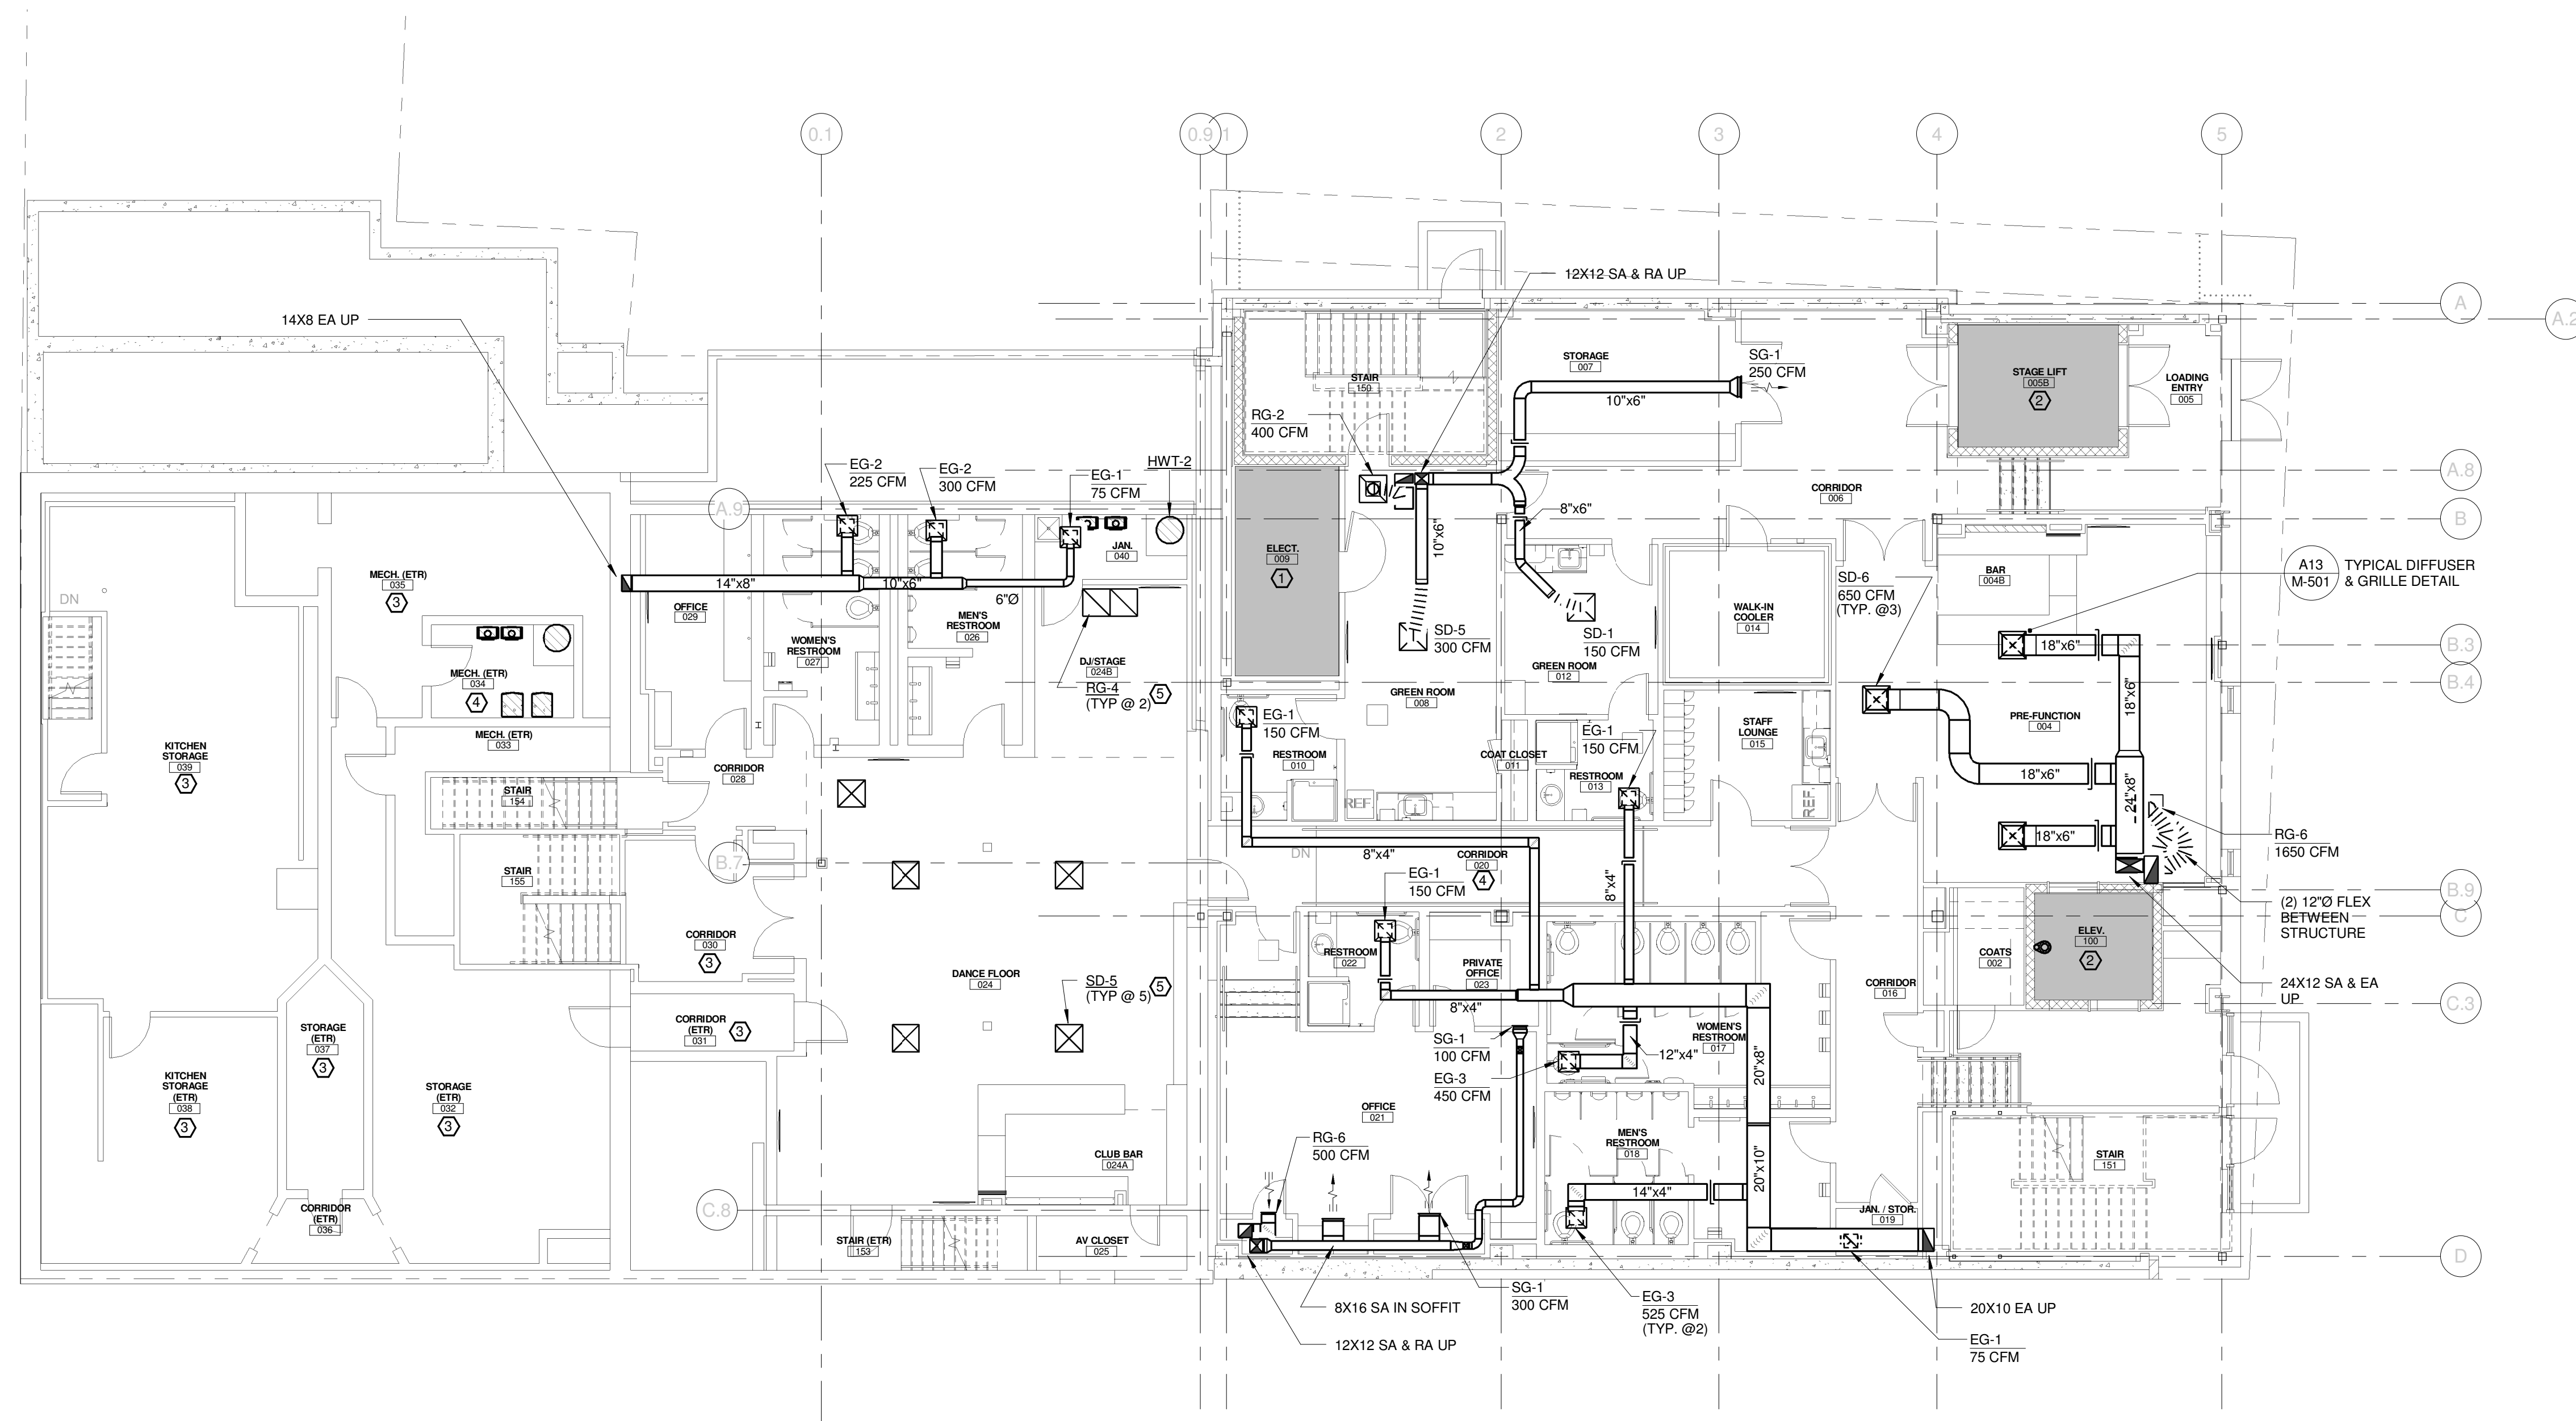 0.1
0.9
1
2
3
4
5
A
A.2
A.8
B
B.3
B.4
B.9
C
C.3
D
A.9
B.7
C.8
12X12 SA & RA UP
14X8 EA UP
STORAGE
007
SG-1
250 CFM
10"x6"
STAIR
150
STAGE LIFT
005B
2
LOADING
ENTRY
005
RG-2
400 CFM
EG-2
225 CFM
EG-2
300 CFM
EG-1
75 CFM
HWT-2
CORRIDOR
006
8"x6"
10"x6"
ELECT.
009
1
JAN.
040
MECH. (ETR)
035
3
DN
14"x8"
10"x6"
6"Ø
OFFICE
029
WOMEN'S
RESTROOM
027
MEN'S
RESTROOM
026
DJ/STAGE
024B
RG-4
(TYP @ 2)
5
SD-5
300 CFM
SD-1
150 CFM
GREEN ROOM
012
GREEN ROOM
008
WALK-IN
COOLER
014
BAR
004B
SD-6
650 CFM
(TYP. @3)
A13
M-501
TYPICAL DIFFUSER
& GRILLE DETAIL
18"x6"
18"x6"
PRE-FUNCTION
004
18"x6"
24"x8"
18"x6"
RG-6
1650 CFM
(2) 12"Ø FLEX
BETWEEN
STRUCTURE
24X12 SA & EA
UP
MECH. (ETR)
034
4
MECH. (ETR)
033
KITCHEN
STORAGE
039
3
STAIR
154
STAIR
155
CORRIDOR
028
EG-1
150 CFM
RESTROOM
010
REF
COAT CLOSET
011
EG-1
150 CFM
RESTROOM
013
STAFF
LOUNGE
015
REF.
DN
8"x4"
CORRIDOR
020
4
EG-1
150 CFM
8"x4"
CORRIDOR
030
3
DANCE FLOOR
024
SD-5
(TYP @ 5)
5
RESTROOM
022
PRIVATE
OFFICE
023
8"x4"
COATS
002
ELEV.
100
2
CORRIDOR
016
CORRIDOR
(ETR)
031
3
STORAGE
(ETR)
037
3
KITCHEN
STORAGE
(ETR)
038
3
STORAGE
(ETR)
032
3
SG-1
100 CFM
EG-3
450 CFM
12"x4"
WOMEN'S
RESTROOM
017
20"x8"
OFFICE
021
RG-6
500 CFM
MEN'S
RESTROOM
018
14"x4"
20"x10"
STAIR
151
CLUB BAR
024A
CORRIDOR
(ETR)
036
STAIR (ETR)
153
AV CLOSET
025
JAN. / STOR.
019
8X16 SA IN SOFFIT
SG-1
300 CFM
12X12 SA & RA UP
EG-3
525 CFM
(TYP. @2)
20X10 EA UP
EG-1
75 CFM